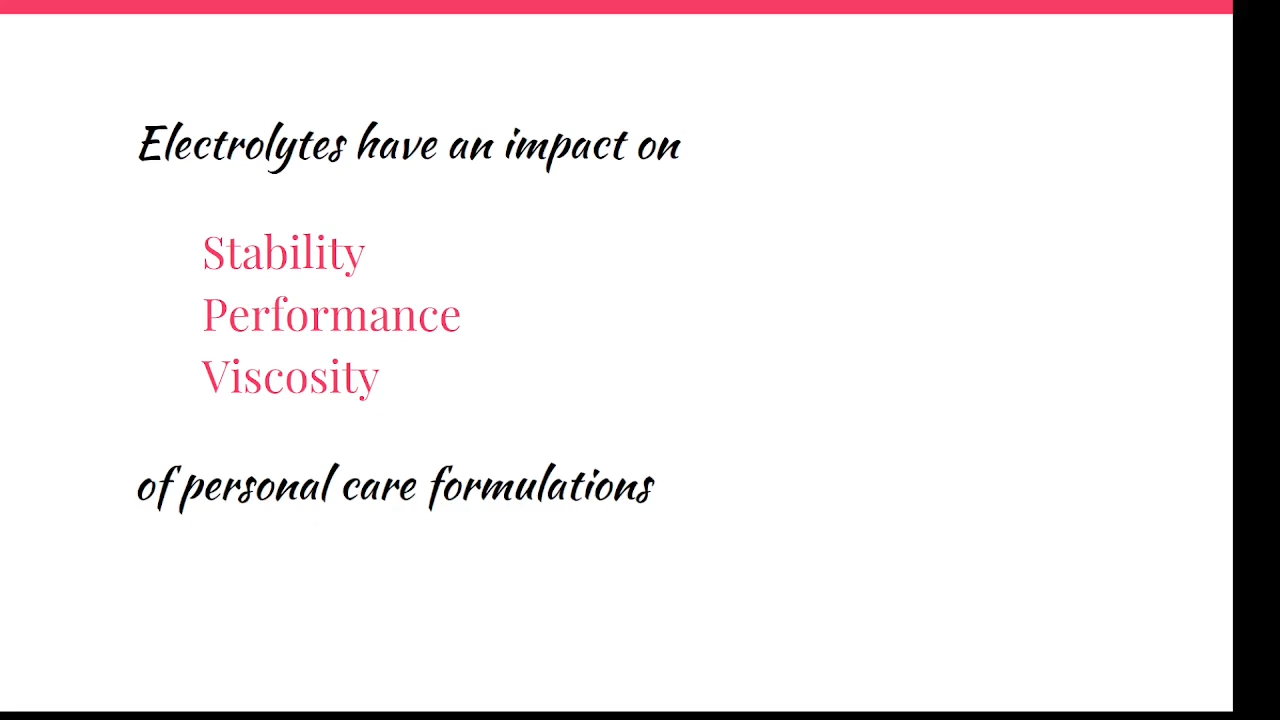 Electrolytes have an impact on
Stability
Performance
Viscosity
of personal care formulations